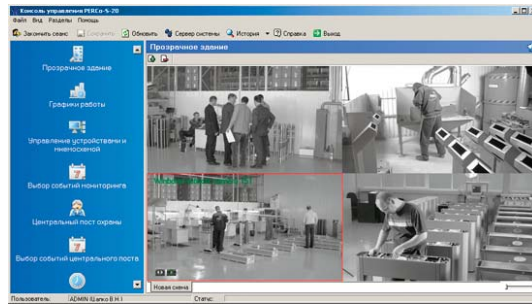 Консоль управления PERCo-S-20
Файл Вид Разделы Помощь
Закончить сеанс Сохранить Обновить Сервер системы История Справка Выход
Прозрачное здание
Прозрачное здание
Графики работы
Управление устройствами и
мнемосхемой
Выбор событий мониторинга
Центральный пост охраны
Выбор событий центрального поста
Новая схема
Пользователь: ADMIN (Цапко В.Н.) Статус: